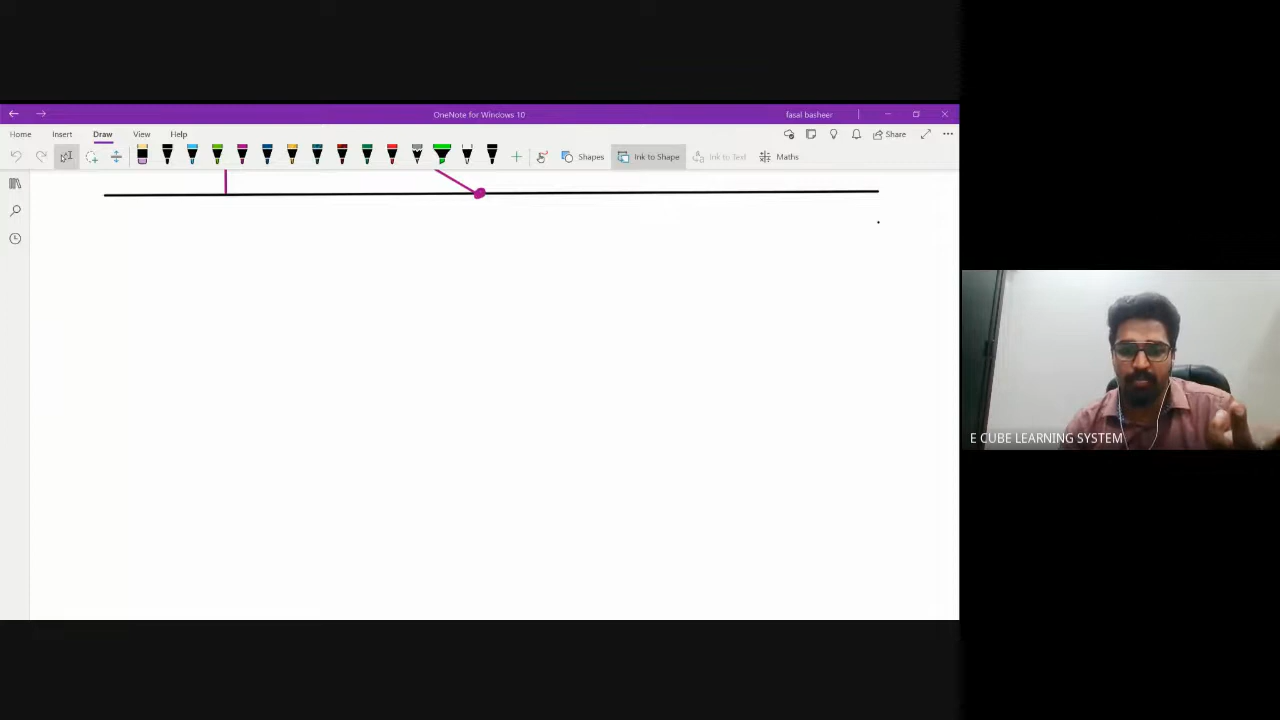 OneNote for Windows 10
fasal basheer
Home Insert Draw View Help
Share
Shapes Ink to Shape Ink to Text Maths
E CUBE LEARNING SYSTEM